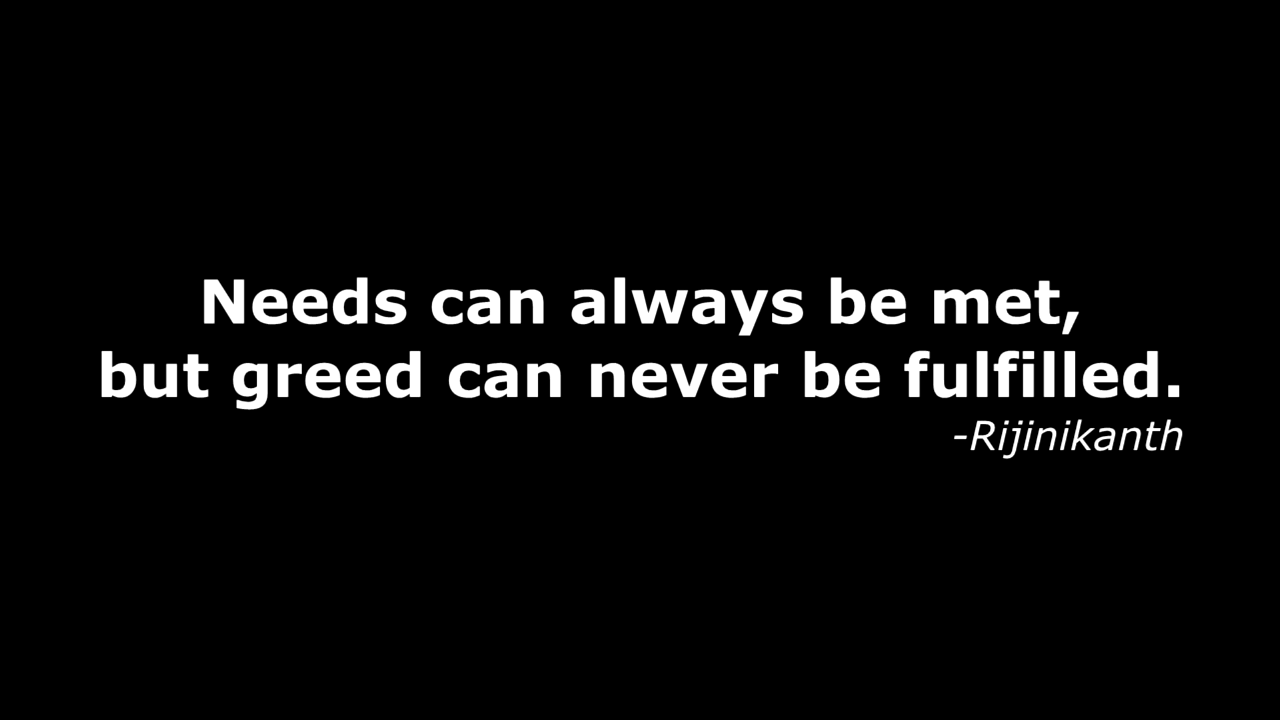 Needs can always be met,
but greed can never be fulfilled.
-Rijinikanth